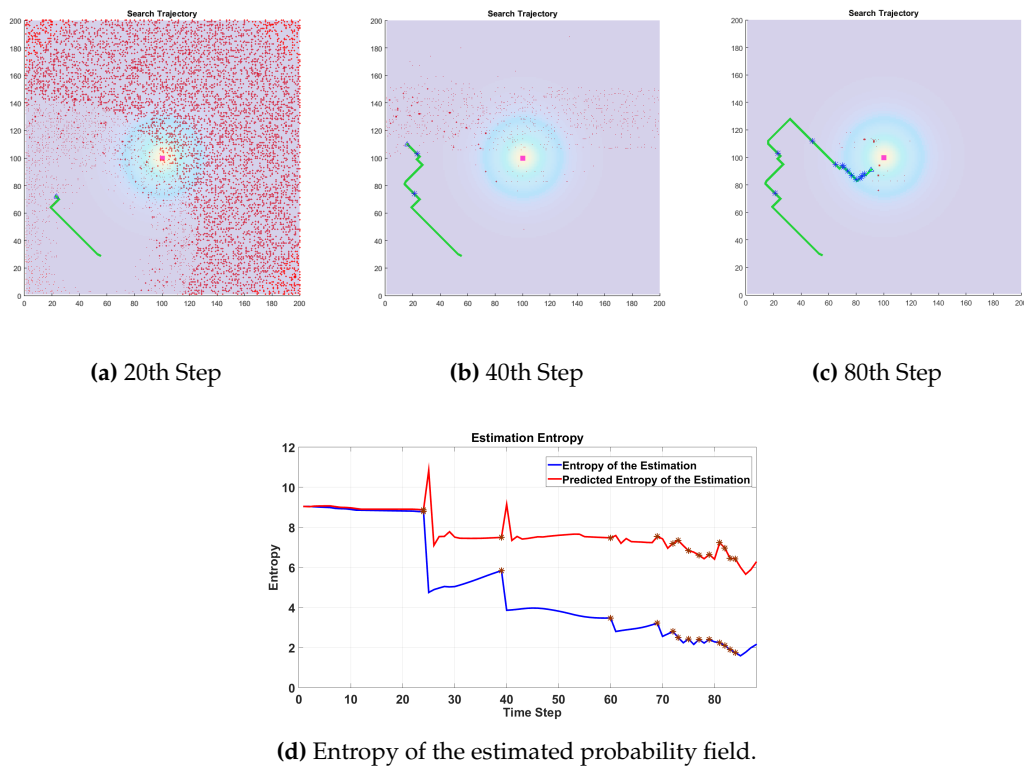 Search Trajectory
200
180
160
140
120
100
80
60
40
20
0
0 20 40 60 80 100 120 140 160 180 200
(a) 20th Step
Search Trajectory
200
180
160
140
120
100
80
60
40
20
0
20 40 60 80 100 120 140 160 180 200
(b) 40th Step
Search Trajectory
200
180
160
140
120
100
80
60
40
20
0
0 20 40 60 80 100 120 140 160 180 200
(c) 80th Step
Estimation Entropy
Entropy of the Estimation
Predicted Entropy of the Estimation
Entropy
12
10
8
6
4
2
0
0 10 20 30 40 50 60 70 80
Time Step
(d) Entropy of the estimated probability field.